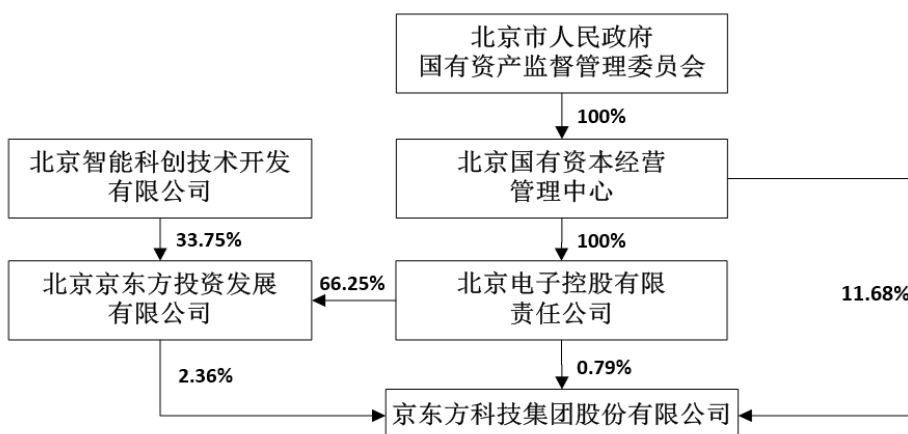 北京市人民政府
国有资产监督管理委员会
100%
北京智能科创技术开发
有限公司
北京国有资本经营
管理中心
33.75%
100%
北京京东方投资发展
有限公司
66.25%
北京电子控股有限
责任公司
11.68%
2.36%
0.79%
京东方科技集团股份有限公司